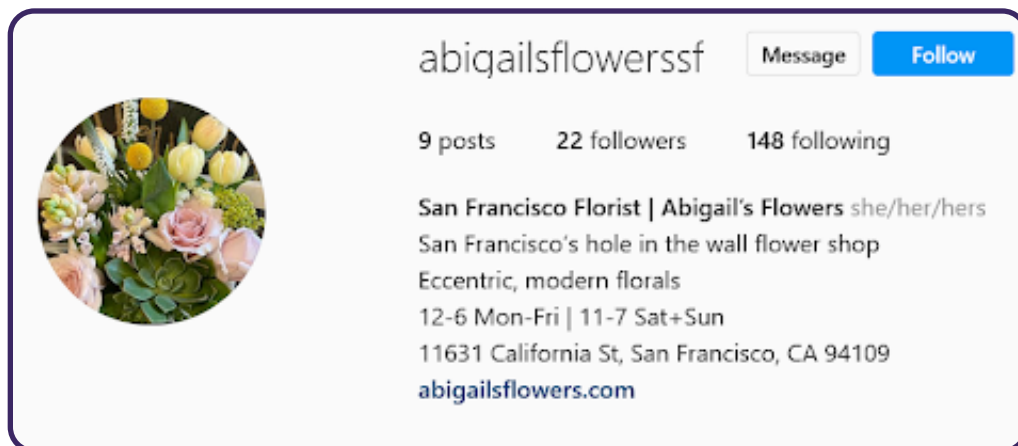 abigailsflowerssf Message Follow
9 posts 22 followers 148 following
San Francisco Florist | Abigail's Flowers she/her/hers
San Francisco's hole in the wall flower shop
Eccentric, modern florals
12-6 Mon-Fri | 11-7 Sat+Sun
11631 California St, San Francisco, CA 94109
abigailsflowers.com